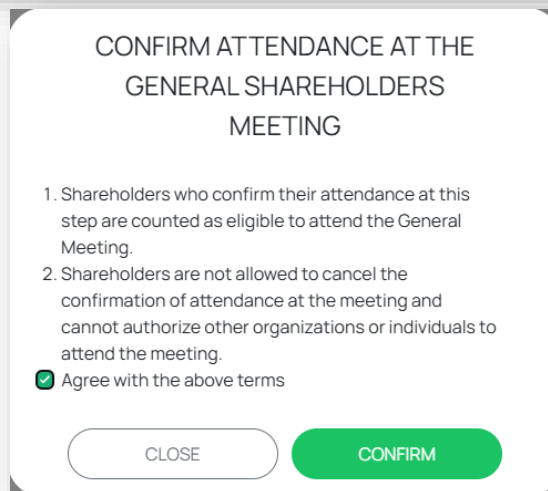 CONFIRM ATTENDANCE AT THE
GENERAL SHAREHOLDERS
MEETING
1. Shareholders who confirm their attendance at this
step are counted as eligible to attend the General
Meeting.
2. Shareholders are not allowed to cancel the
confirmation of attendance at the meeting and
cannot authorize other organizations or individuals to
attend the meeting.
Agree with the above terms
CLOSE
CONFIRM